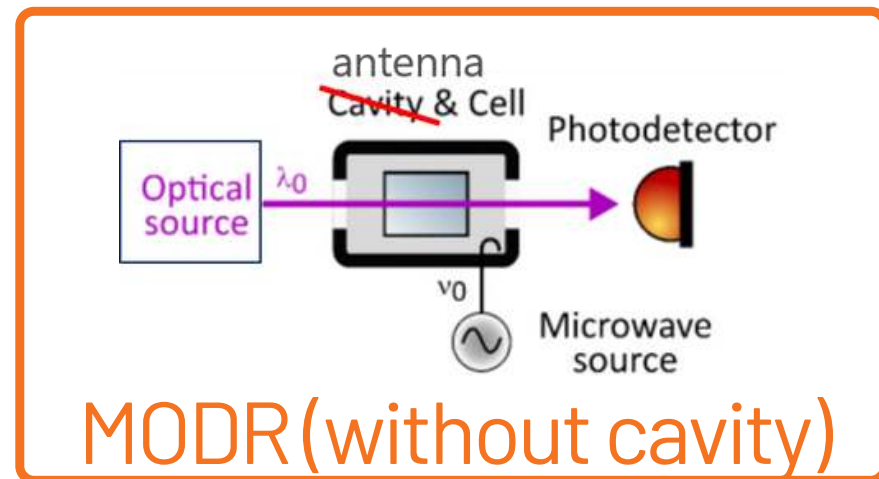 antenna
Cavity & Cell
Photodetector
Optical
source
λ0
ν0
Microwave
source
MODR (without cavity)